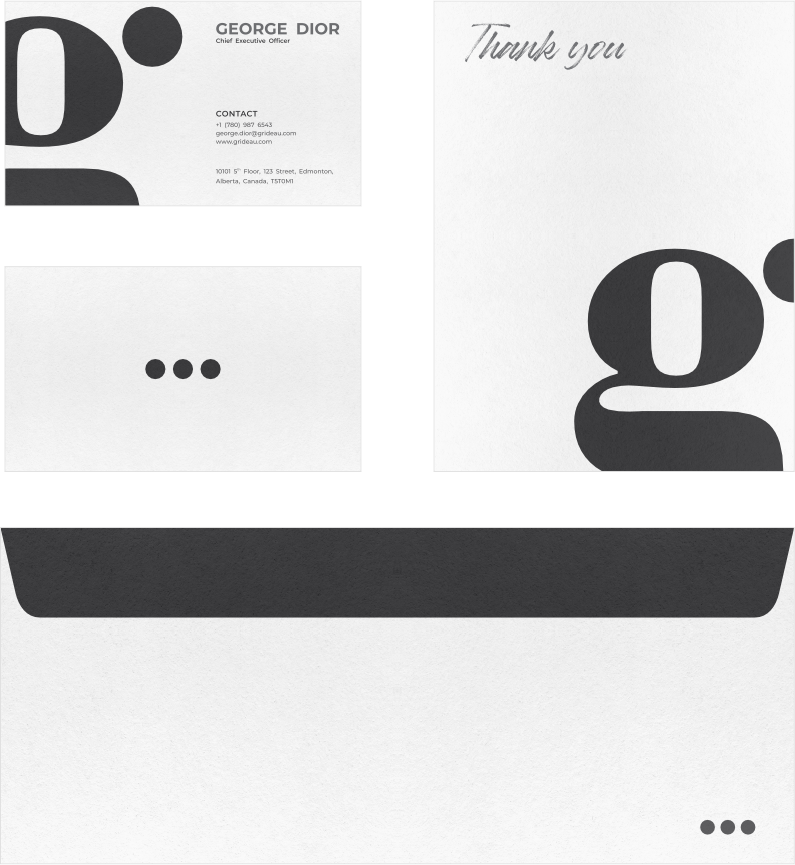 g
GEORGE DIOR
Chief Executive Officer
CONTACT
+1 (780) 987 6543
george.dior@grideau.com
www.grideau.com
10101 5th Floor, 123 Street, Edmonton,
Alberta, Canada, T5T0M1
Thank you
g